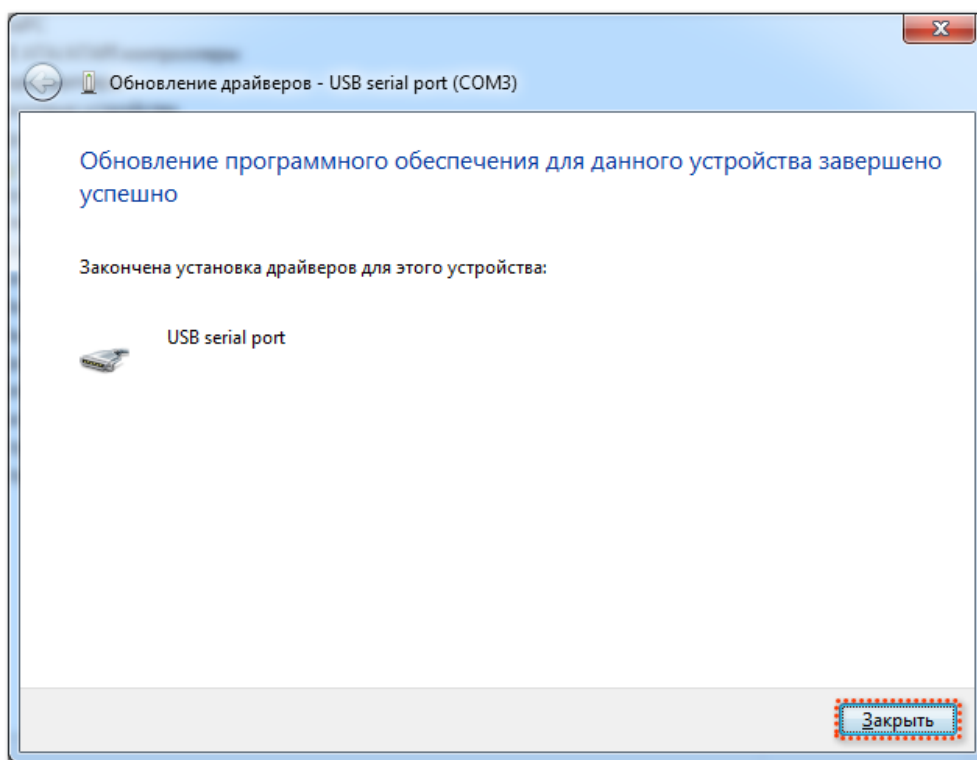 Обновление драйверов - USB serial port (COM3)
Обновление программного обеспечения для данного устройства завершено
успешно
Закончена установка драйверов для этого устройства:
USB serial port
Закрыть